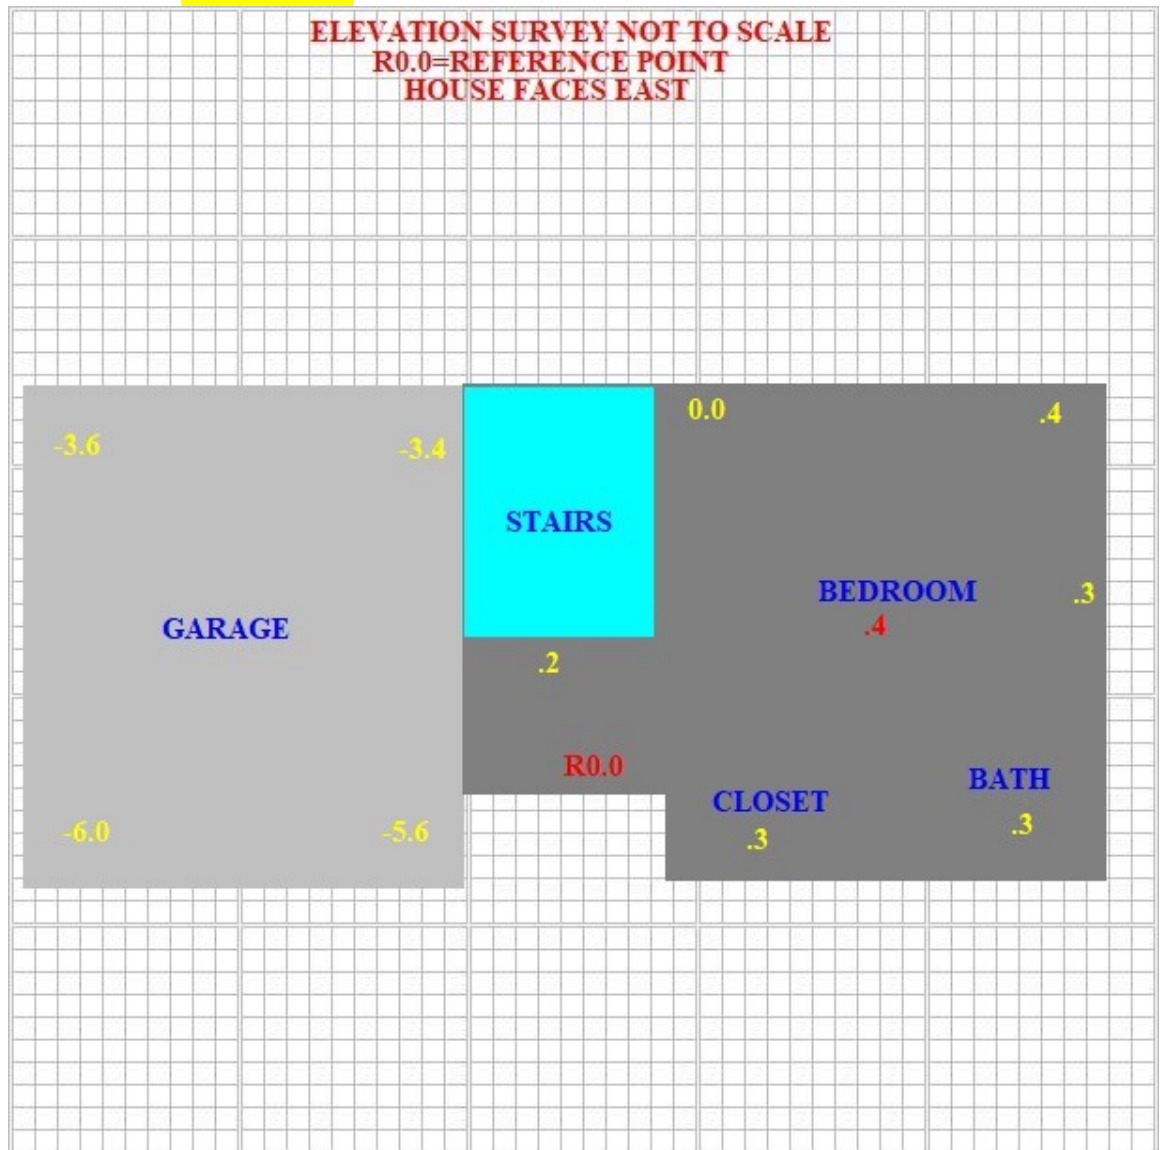 ELEVATION SURVEY NOT TO SCALE
R0.0=REFERENCE POINT
HOUSE FACES EAST
0.0
.4
-3.6
-3.4
STAIRS
BEDROOM
.3
.4
GARAGE
.2
R0.0
BATH
CLOSET
.3
.3
-6.0
-5.6